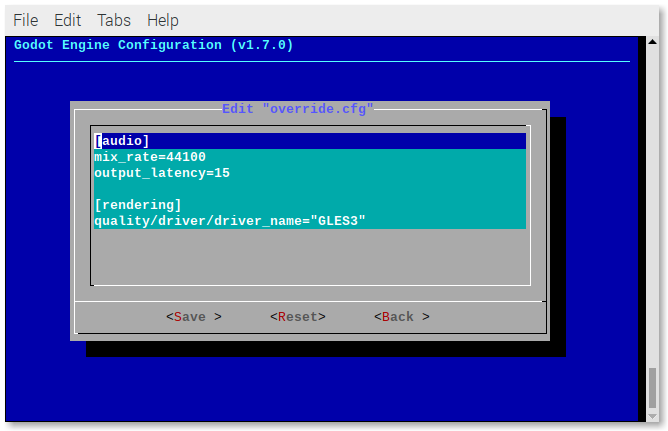 File Edit Tabs Help
Godot Engine Configuration (v1.7.0)
Edit "override.cfg"
[audio]
mix_rate=44100
output_latency=15
[rendering]
quality/driver/driver_name="GLES3"
<Save > <Reset> <Back >